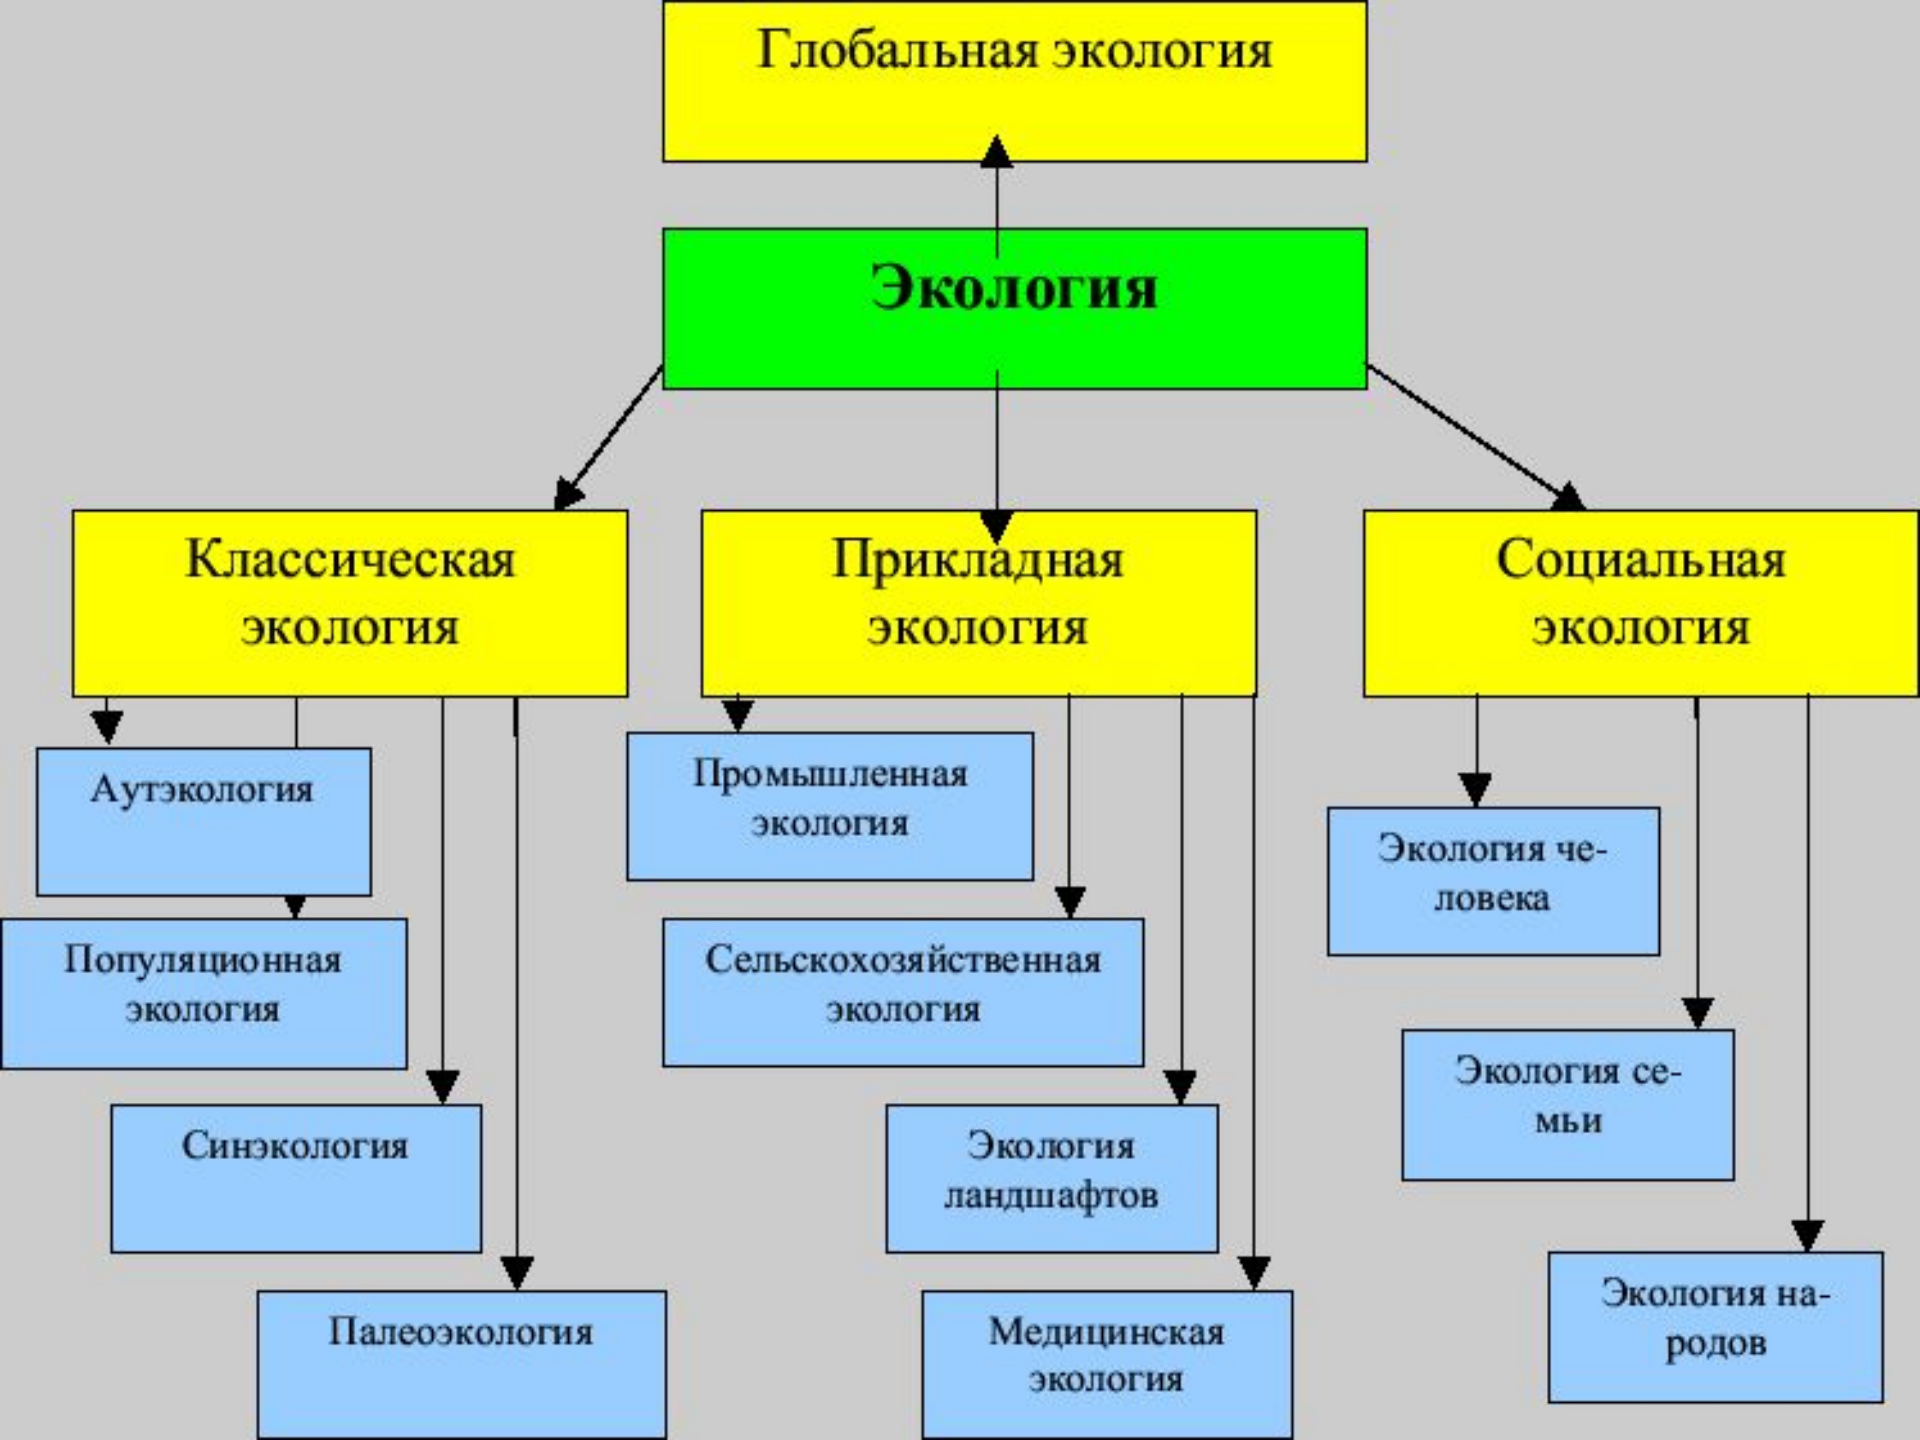 Глобальная экология
Экология
Классическая
экология
Прикладная
экология
Социальная
экология
Аутэкология
Популяционная
экология
Синэкология
Палеоэкология
Промышленная
экология
Сельскохозяйственная
экология
Экология
ландшафтов
Медицинская
экология
Экология че-
ловека
Экология се-
мьи
Экология на-
родов